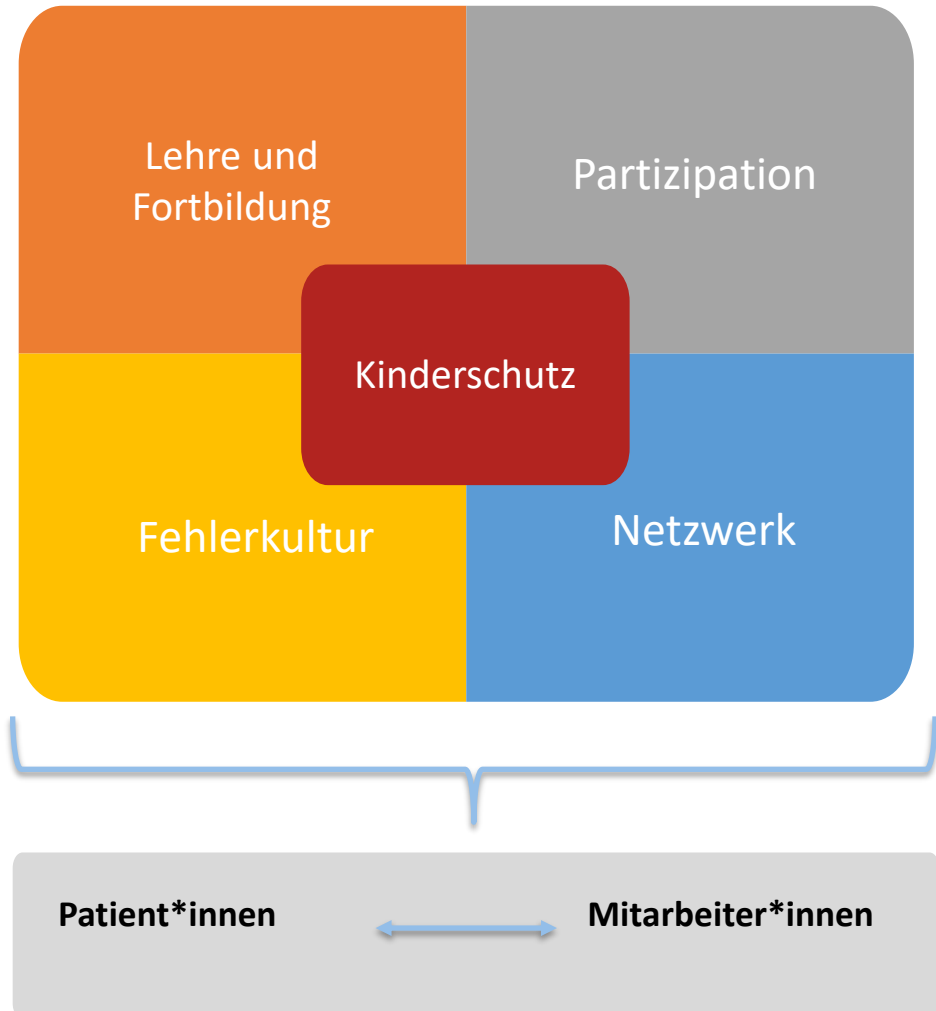 Lehre und
Fortbildung
Partizipation
Kinderschutz
Fehlerkultur
Netzwerk
Patient*innen
Mitarbeiter*innen